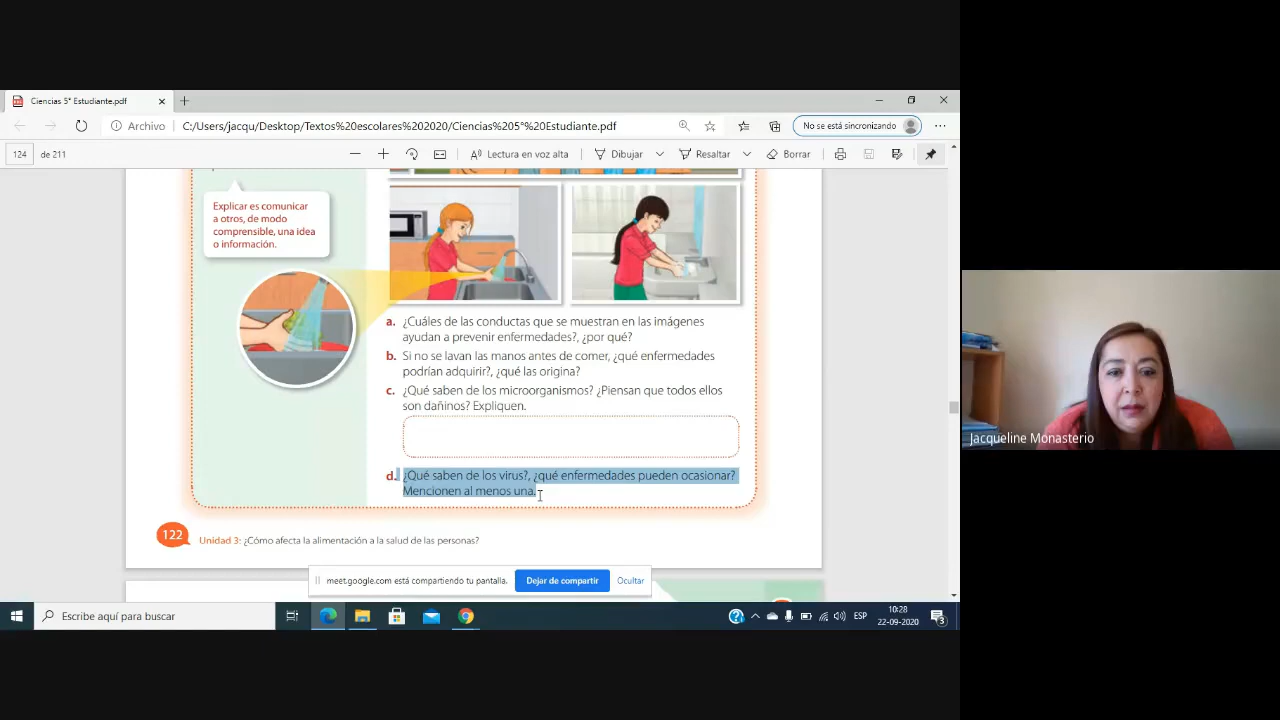 Ciencias 5° Estudiante.pdf
Archivo
C:/Users/jacqu/Desktop/Textos%20escolares%202020/Ciencias%205°%20Estudiante.pdf
No se está sincronizando
124
de 211
Lectura en voz alta
Dibujar
Resaltar
Borrar
Explicar es comunicar
a otros, de modo
comprensible, una idea
o información.
a. ¿Cuáles de las conductas que se muestran en las imágenes
ayudan a prevenir enfermedades?, ¿por qué?
b. Si no se lavan las manos antes de comer, ¿qué enfermedades
podrían adquirir?, ¿qué las origina?
c. ¿Qué saben de los microorganismos? ¿Piensan que todos ellos
son dañinos? Expliquen.
d. ¿Qué saben de los virus?, ¿qué enfermedades pueden ocasionar?
Mencionen al menos una.
122
Unidad 3: ¿Cómo afecta la alimentación a la salud de las personas?
meet.google.com está compartiendo tu pantalla.
Dejar de compartir
Ocultar
Escribe aquí para buscar
ESP
10:28
22-09-2020
3
Jacqueline Monasterio